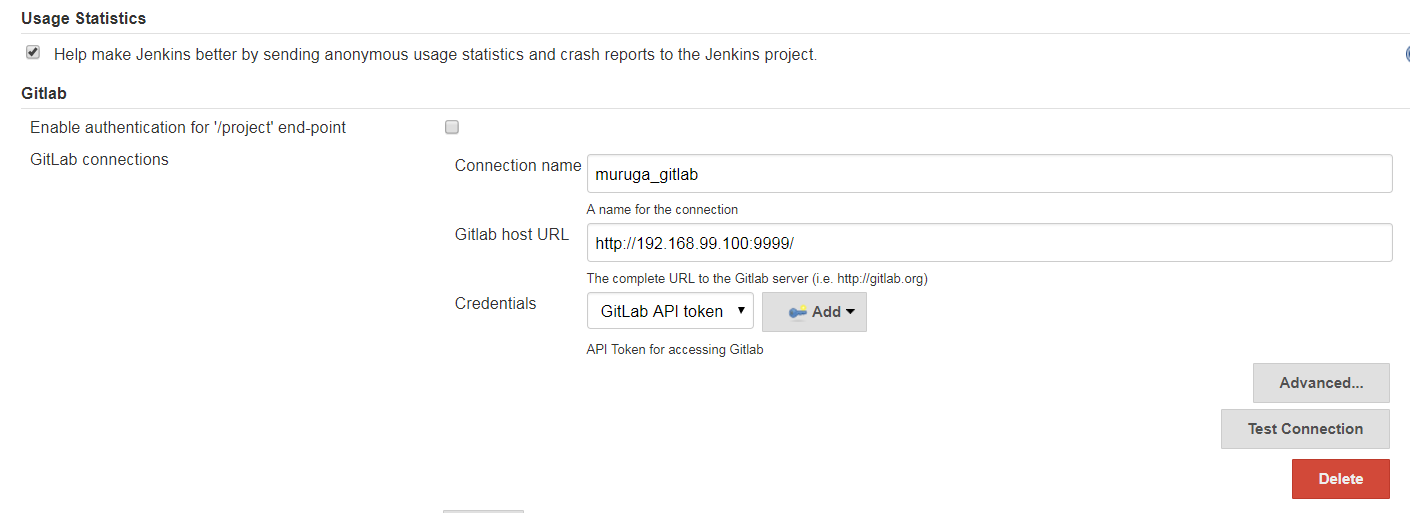 Usage Statistics
Help make Jenkins better by sending anonymous usage statistics and crash reports to the Jenkins project.
Gitlab
Enable authentication for '/project' end-point
GitLab connections
Connection name
muruga_gitlab
A name for the connection
Gitlab host URL
http://192.168.99.100:9999/
The complete URL to the Gitlab server (i.e. http://gitlab.org)
Credentials
GitLab API token
Add
API Token for accessing Gitlab
Advanced...
Test Connection
Delete